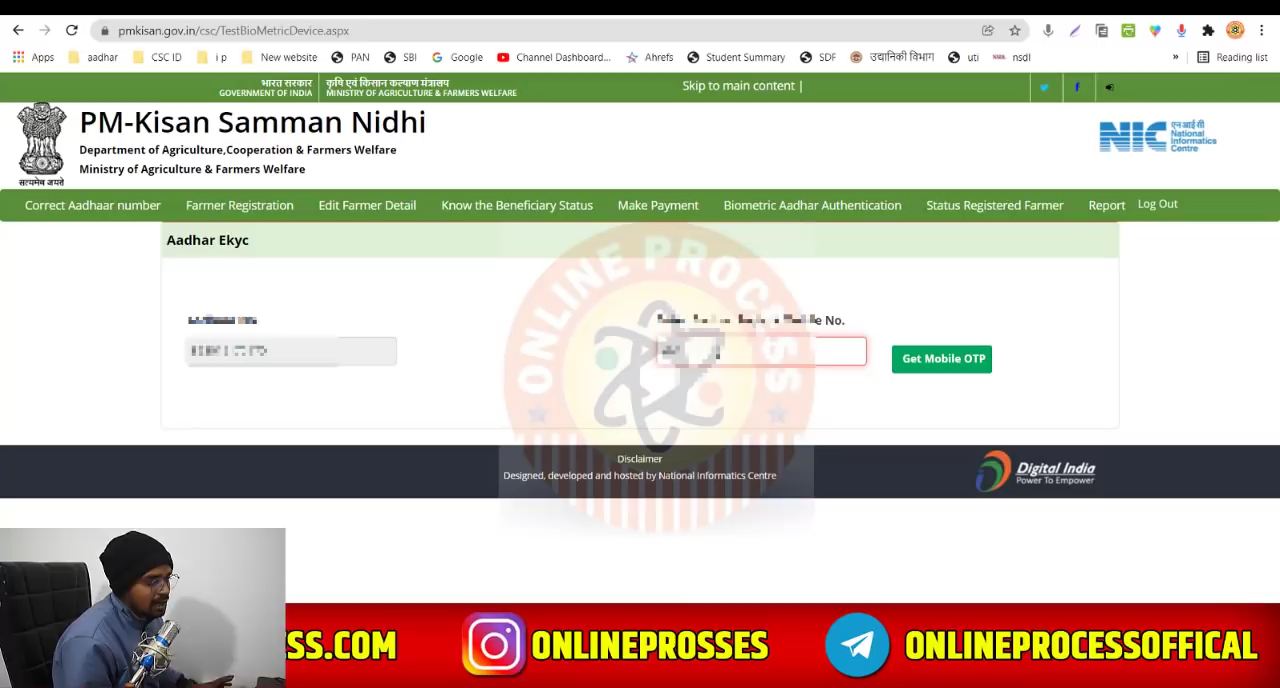 pmkisan.gov.in/csc/TestBioMetricDevice.aspx
Apps aadhar CSC ID i p New website PAN SBI Google Channel Dashboard... Ahrefs Student Summary SDF उद्यानिकी विभाग uti nsdl » Reading list
भारत सरकार कृषि एवं किसान कल्याण मंत्रालय Skip to main content |
GOVERNMENT OF INDIA MINISTRY OF AGRICULTURE & FARMERS WELFARE
PM-Kisan Samman Nidhi
Department of Agriculture,Cooperation & Farmers Welfare
Ministry of Agriculture & Farmers Welfare
सत्यमेव जयते
NIC एन आई सी
National
Informatics
Centre
Correct Aadhaar number Farmer Registration Edit Farmer Detail Know the Beneficiary Status Make Payment Biometric Aadhar Authentication Status Registered Farmer Report Log Out
Aadhar Ekyc
ONLINE PROCESS
No.
Get Mobile OTP
Disclaimer
Designed, developed and hosted by National Informatics Centre
Digital India
Power To Empower
SS.COM ONLINEPROSSES ONLINEPROCESSOFFICAL